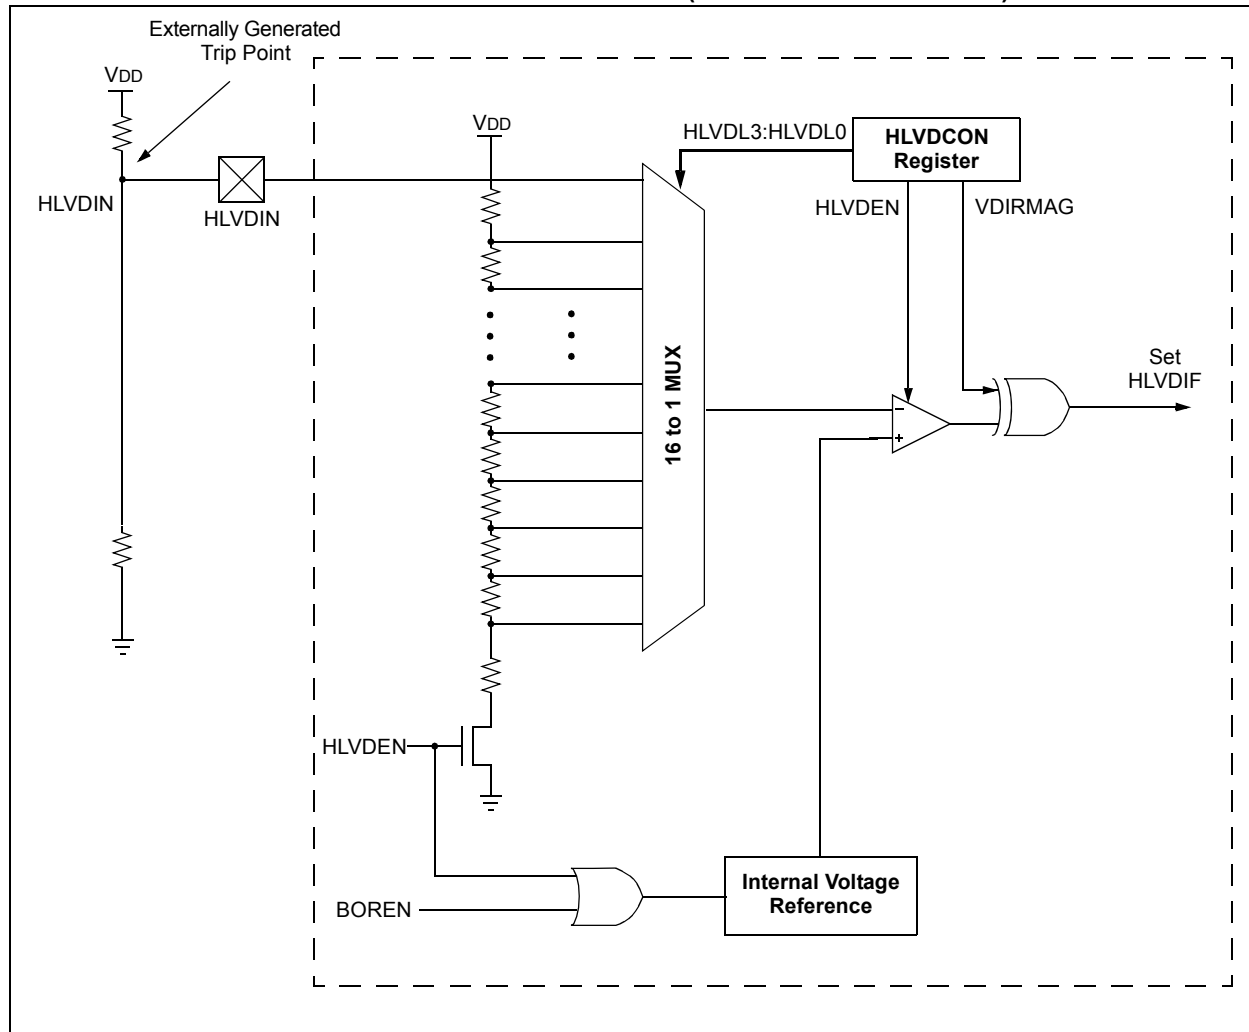 Externally Generated
Trip Point
VDD
VDD
HLVDL3:HLVDL0
HLVDCON
Register
HLVDIN
HLVDIN
HLVDEN
VDIRMAG
16 to 1 MUX
Set
HLVDIF
–
+
HLVDEN
BOREN
Internal Voltage
Reference